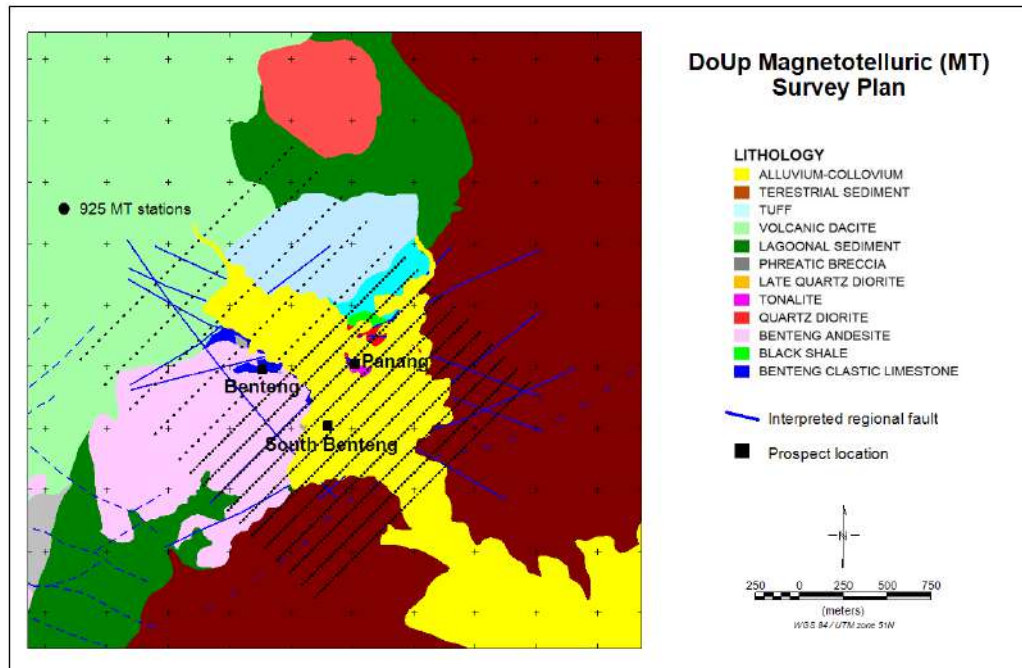 DoUp Magnetotelluric (MT)
Survey Plan
LITHOLOGY
ALLUVIUM-COLLOVIUM
TERESTRIAL SEDIMENT
TUFF
VOLCANIC DACITE
LAGOONAL SEDIMENT
PHREATIC BRECCIA
LATE QUARTZ DIORITE
TONALITE
QUARTZ DIORITE
BENTENG ANDESITE
BLACK SHALE
BENTENG CLASTIC LIMESTONE
925 MT stations
Panang
Benteng
South Benteng
Interpreted regional fault
Prospect location
N
250 0 250 500 750
(meters)
WGS 84 / UTM zone 51N